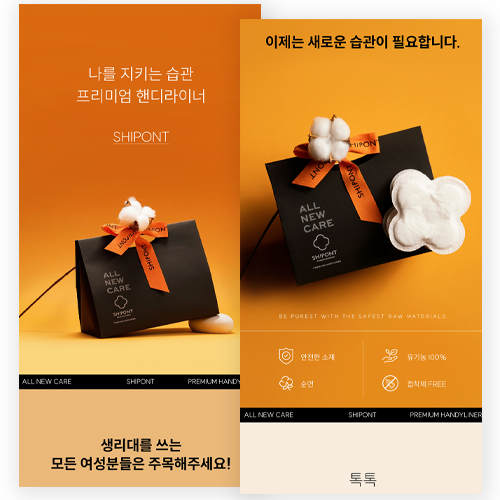 나를 지키는 습관
프리미엄 핸디라이너
SHIPONT
SHIPONT
SHIPONT
ALL
NEW
CARE
SHIPONT
ALL NEW CARE SHIPONT PREMIUM HANDY
생리대를 쓰는
모든 여성분들은 주목해주세요!
이제는 새로운 습관이 필요합니다.
SHIPONT
SHIPONT
ALL
NEW
CARE
SHIPONT
BE PUREST WITH THE SAFEST RAW MATERIALS
안전한 소재
유기농 100%
순면
접착제 FREE
ALL NEW CARE SHIPONT PREMIUM HANDYLINER
톡톡